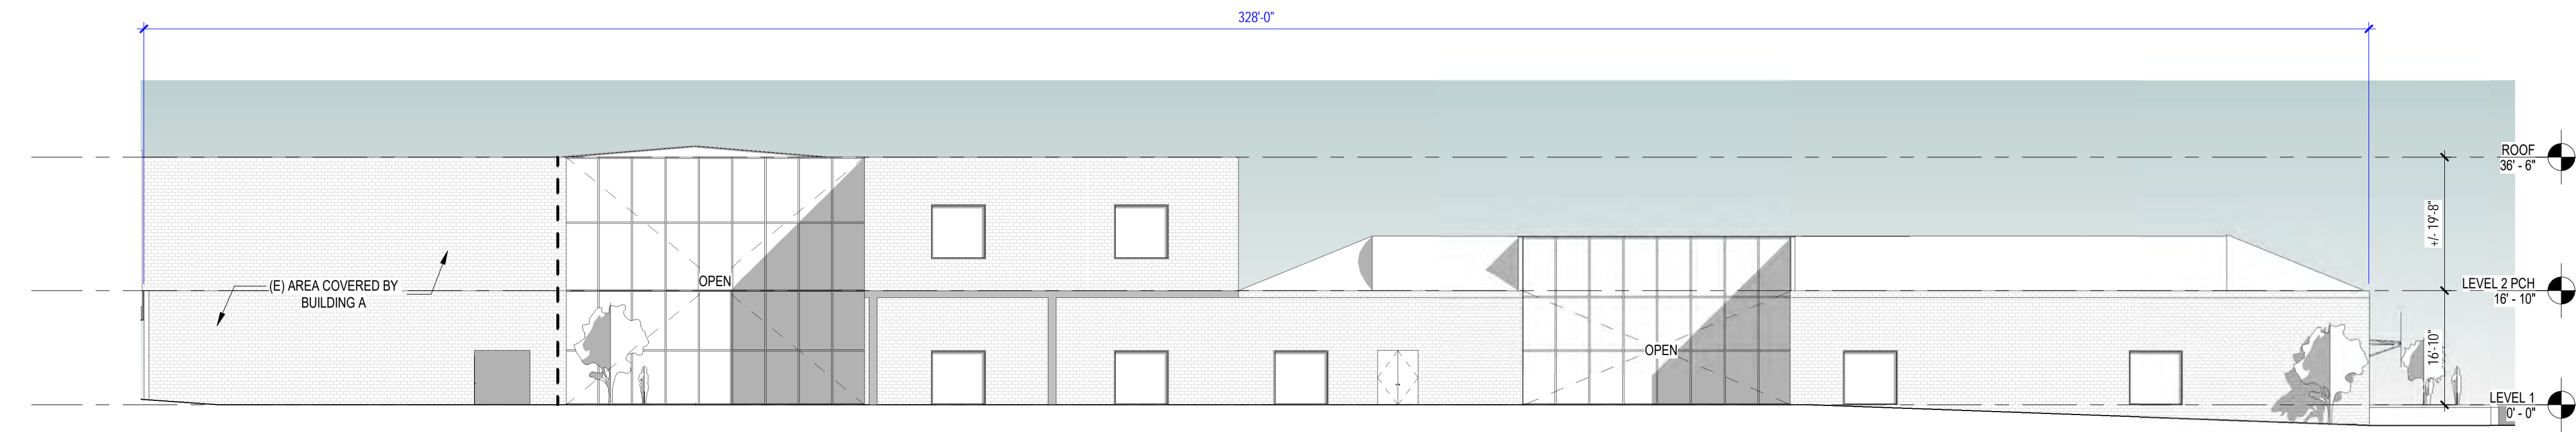 328'-0"
ROOF
36' - 6"
+/- 19'-8"
OPEN
(E) AREA COVERED BY
BUILDING A
LEVEL 2 PCH
16' - 10"
OPEN
16'-10"
LEVEL 1
0' - 0"